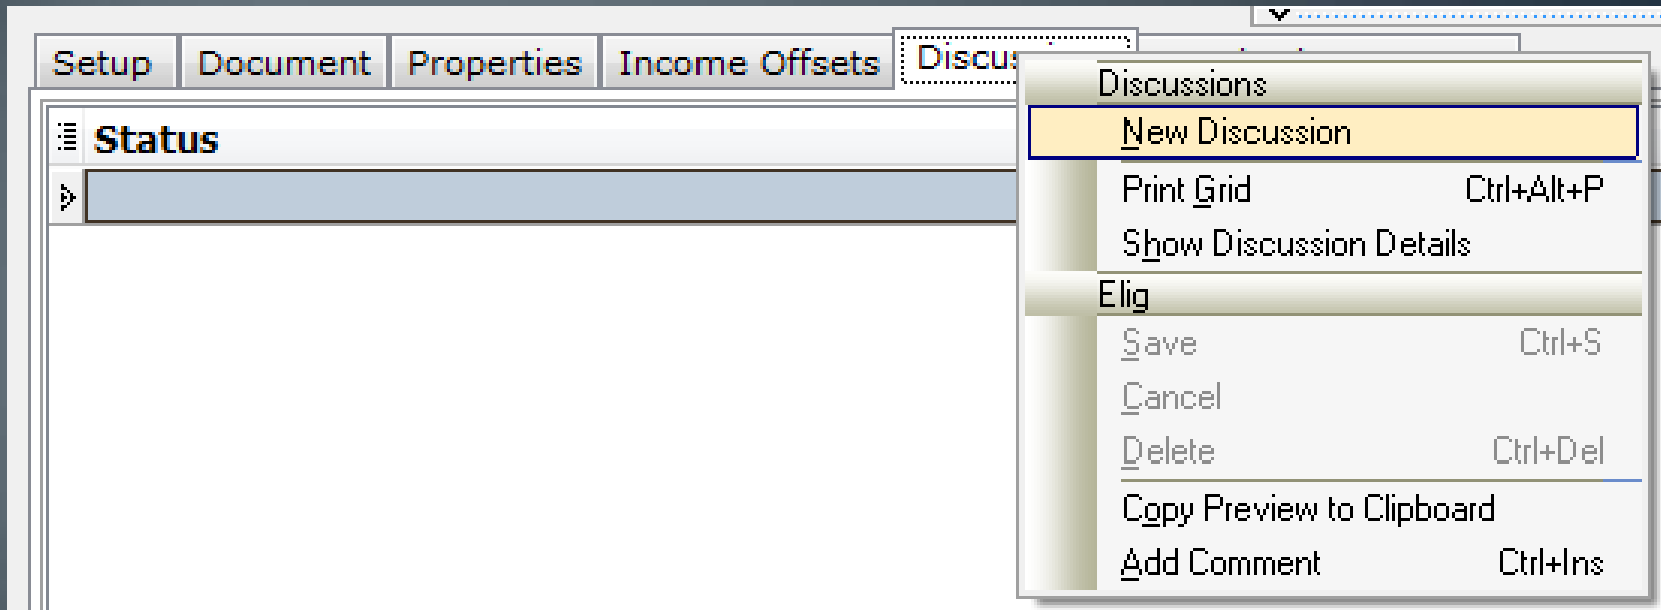 Setup Document Properties Income Offsets
Status
Discussions
New Discussion
Print Grid Ctrl+Alt+P
Show Discussion Details
Elig
Save Ctrl+S
Cancel
Delete Ctrl+Del
Copy Preview to Clipboard
Add Comment Ctrl+Ins